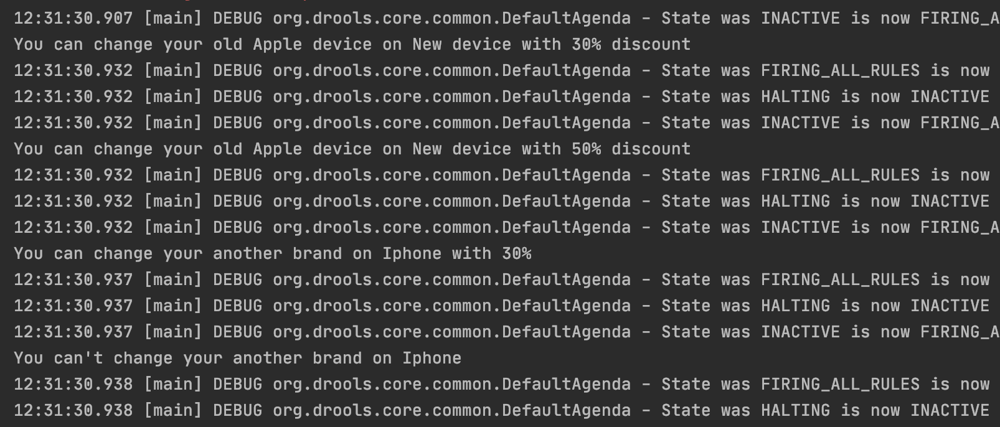 12:31:30.907 [main] DEBUG org.drools.core.common.DefaultAgenda - State was INACTIVE is now FIRING_A
You can change your old Apple device on New device with 30% discount
12:31:30.932 [main] DEBUG org.drools.core.common.DefaultAgenda - State was FIRING_ALL_RULES is now
12:31:30.932 [main] DEBUG org.drools.core.common.DefaultAgenda - State was HALTING is now INACTIVE
12:31:30.932 [main] DEBUG org.drools.core.common.DefaultAgenda - State was INACTIVE is now FIRING_A
You can change your old Apple device on New device with 50% discount
12:31:30.932 [main] DEBUG org.drools.core.common.DefaultAgenda - State was FIRING_ALL_RULES is now
12:31:30.932 [main] DEBUG org.drools.core.common.DefaultAgenda - State was HALTING is now INACTIVE
12:31:30.932 [main] DEBUG org.drools.core.common.DefaultAgenda - State was INACTIVE is now FIRING_A
You can change your another brand on Iphone with 30%
12:31:30.937 [main] DEBUG org.drools.core.common.DefaultAgenda - State was FIRING_ALL_RULES is now
12:31:30.937 [main] DEBUG org.drools.core.common.DefaultAgenda - State was HALTING is now INACTIVE
12:31:30.937 [main] DEBUG org.drools.core.common.DefaultAgenda - State was INACTIVE is now FIRING_A
You can't change your another brand on Iphone
12:31:30.938 [main] DEBUG org.drools.core.common.DefaultAgenda - State was FIRING_ALL_RULES is now
12:31:30.938 [main] DEBUG org.drools.core.common.DefaultAgenda - State was HALTING is now INACTIVE